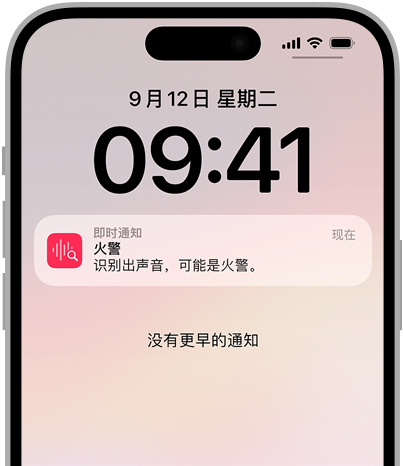 9月12日 星期二
09:41
即时通知
现在
火警
识别出声音，可能是火警。
没有更早的通知